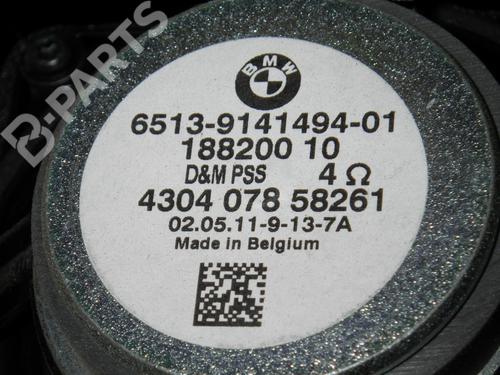 B-PARTS
BMW
6513-9141494-01
188200 10
D&M PSS 4 Ω
4304 078 58261
02.05.11-9-13-7A
Made in Belgium
B-PARTS